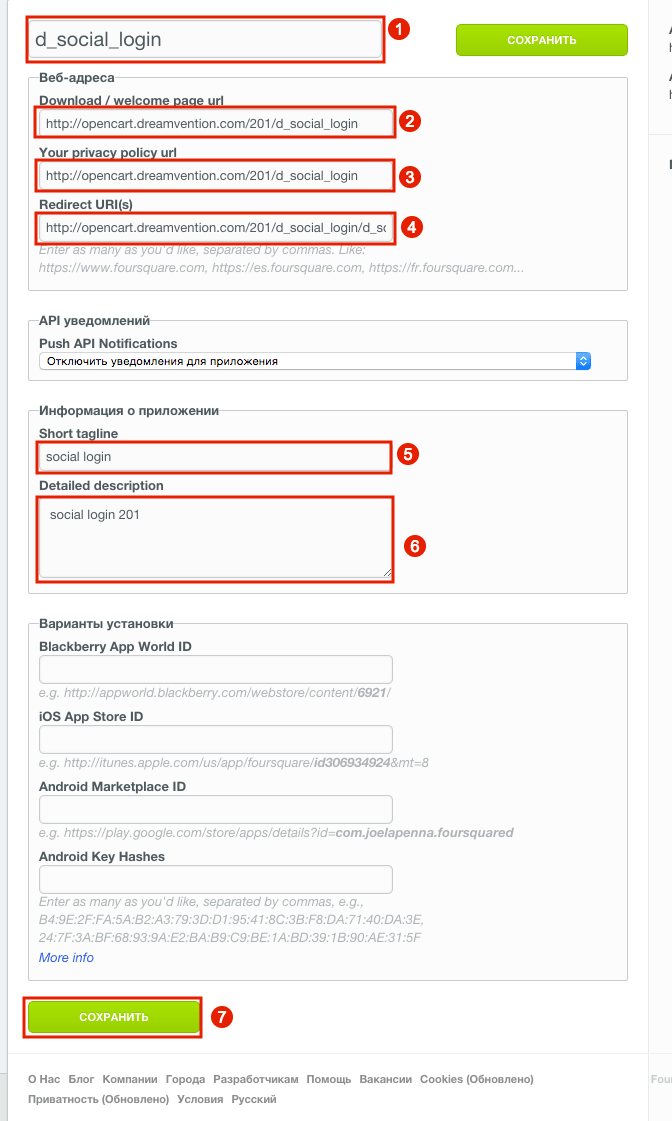 d_social_login
1
СОХРАНИТЬ
Веб-адреса
Download / welcome page url
http://opencart.dreamvention.com/201/d_social_login
2
Your privacy policy url
http://opencart.dreamvention.com/201/d_social_login
3
Redirect URI(s)
http://opencart.dreamvention.com/201/d_social_login/d_so
4
Enter as many as you'd like, separated by commas. Like:
https://www.foursquare.com, https://es.foursquare.com, https://fr.foursquare.com...
API уведомлений
Push API Notifications
Отключить уведомления для приложения
Информация о приложении
Short tagline
social login
5
Detailed description
social login 201
6
Варианты установки
Blackberry App World ID
e.g. http://appworld.blackberry.com/webstore/content/6921/
iOS App Store ID
e.g. http://itunes.apple.com/us/app/foursquare/id306934924&mt=8
Android Marketplace ID
e.g. https://play.google.com/store/apps/details?id=com.joelapenna.foursquared
Android Key Hashes
Enter as many as you'd like, separated by commas, e.g.,
B4:9E:2F:FA:5A:B2:A3:79:3D:D1:95:41:8C:3B:F8:DA:71:40:DA:3E,
24:7F:3A:BF:68:93:9A:E2:BA:B9:C9:BE:1A:BD:39:1B:90:AE:31:5F
More info
СОХРАНИТЬ
7
О Нас Блог Компании Города Разработчикам Помощь Вакансии Cookies (Обновлено)
Four
Приватность (Обновлено) Условия Русский